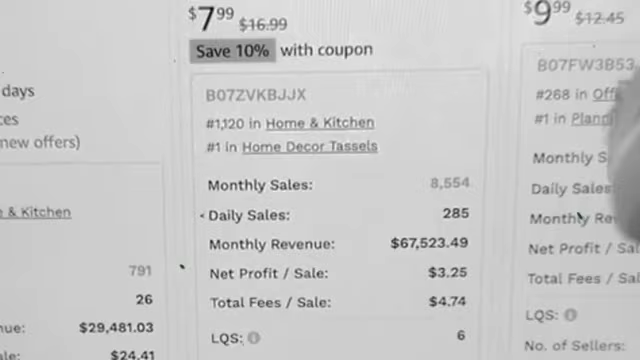 $7.99 $16.99
Save 10% with coupon
B07ZVKBJJX
#1,120 in Home & Kitchen
#1 in Home Decor Tassels
Monthly Sales: 8,554
Daily Sales: 285
Monthly Revenue: $67,523.49
Net Profit / Sale: $3.25
Total Fees / Sale: $4.74
LQS: 6
days
new offers)
& Kitchen
791
26
$29,481.03
$24.41
$9.99 $12.45
B07FW3B53
#268 in
#1 in
Monthly
Daily Sales
Monthly
Net Profit /
Total Fees /
LQS:
No. of Sellers: